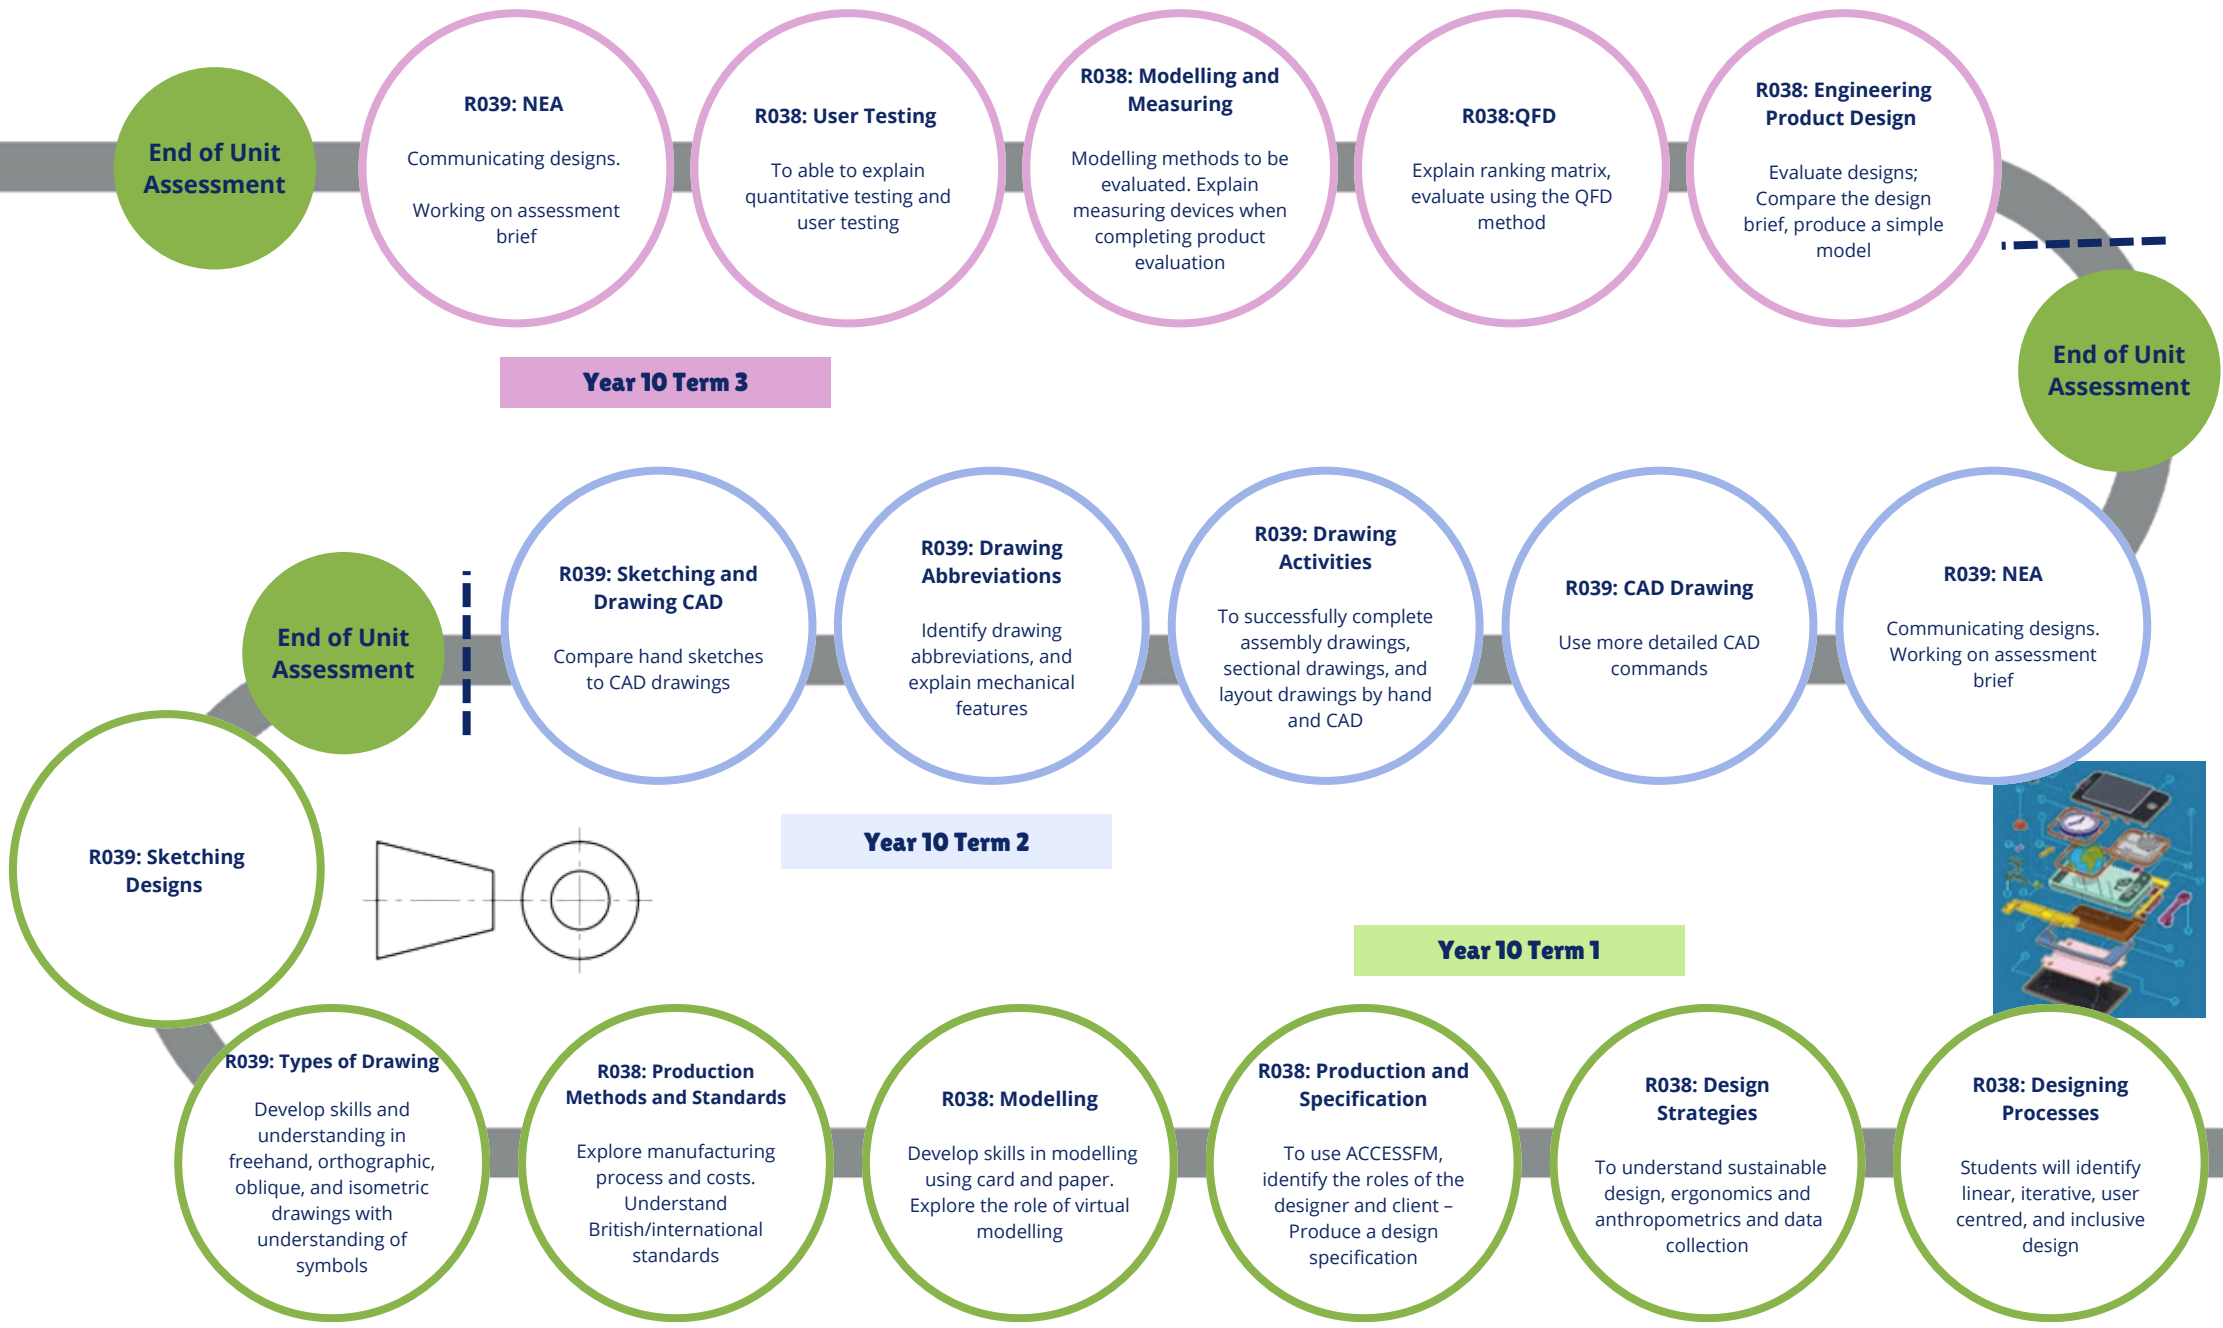 End of Unit
Assessment
R039: NEA
Communicating designs.
Working on assessment
brief
R038: User Testing
To able to explain
quantitative testing and
user testing
R038: Modelling and
Measuring
Modelling methods to be
evaluated. Explain
measuring devices when
completing product
evaluation
R038:QFD
Explain ranking matrix,
evaluate using the QFD
method
R038: Engineering
Product Design
Evaluate designs;
Compare the design
brief, produce a simple
model
End of Unit
Assessment
Year 10 Term 3
End of Unit
Assessment
R039: Sketching and
Drawing CAD
Compare hand sketches
to CAD drawings
R039: Drawing
Abbreviations
Identify drawing
abbreviations, and
explain mechanical
features
R039: Drawing
Activities
To successfully complete
assembly drawings,
sectional drawings, and
layout drawings by hand
and CAD
R039: CAD Drawing
Use more detailed CAD
commands
R039: NEA
Communicating designs.
Working on assessment
brief
Year 10 Term 2
R039: Sketching
Designs
Year 10 Term 1
R039: Types of Drawing
Develop skills and
understanding in
freehand, orthographic,
oblique, and isometric
drawings with
understanding of
symbols
R038: Production
Methods and Standards
Explore manufacturing
process and costs.
Understand
British/international
standards
R038: Modelling
Develop skills in modelling
using card and paper.
Explore the role of virtual
modelling
R038: Production and
Specification
To use ACCESSFM,
identify the roles of the
designer and client –
Produce a design
specification
R038: Design
Strategies
To understand sustainable
design, ergonomics and
anthropometrics and data
collection
R038: Designing
Processes
Students will identify
linear, iterative, user
centred, and inclusive
design